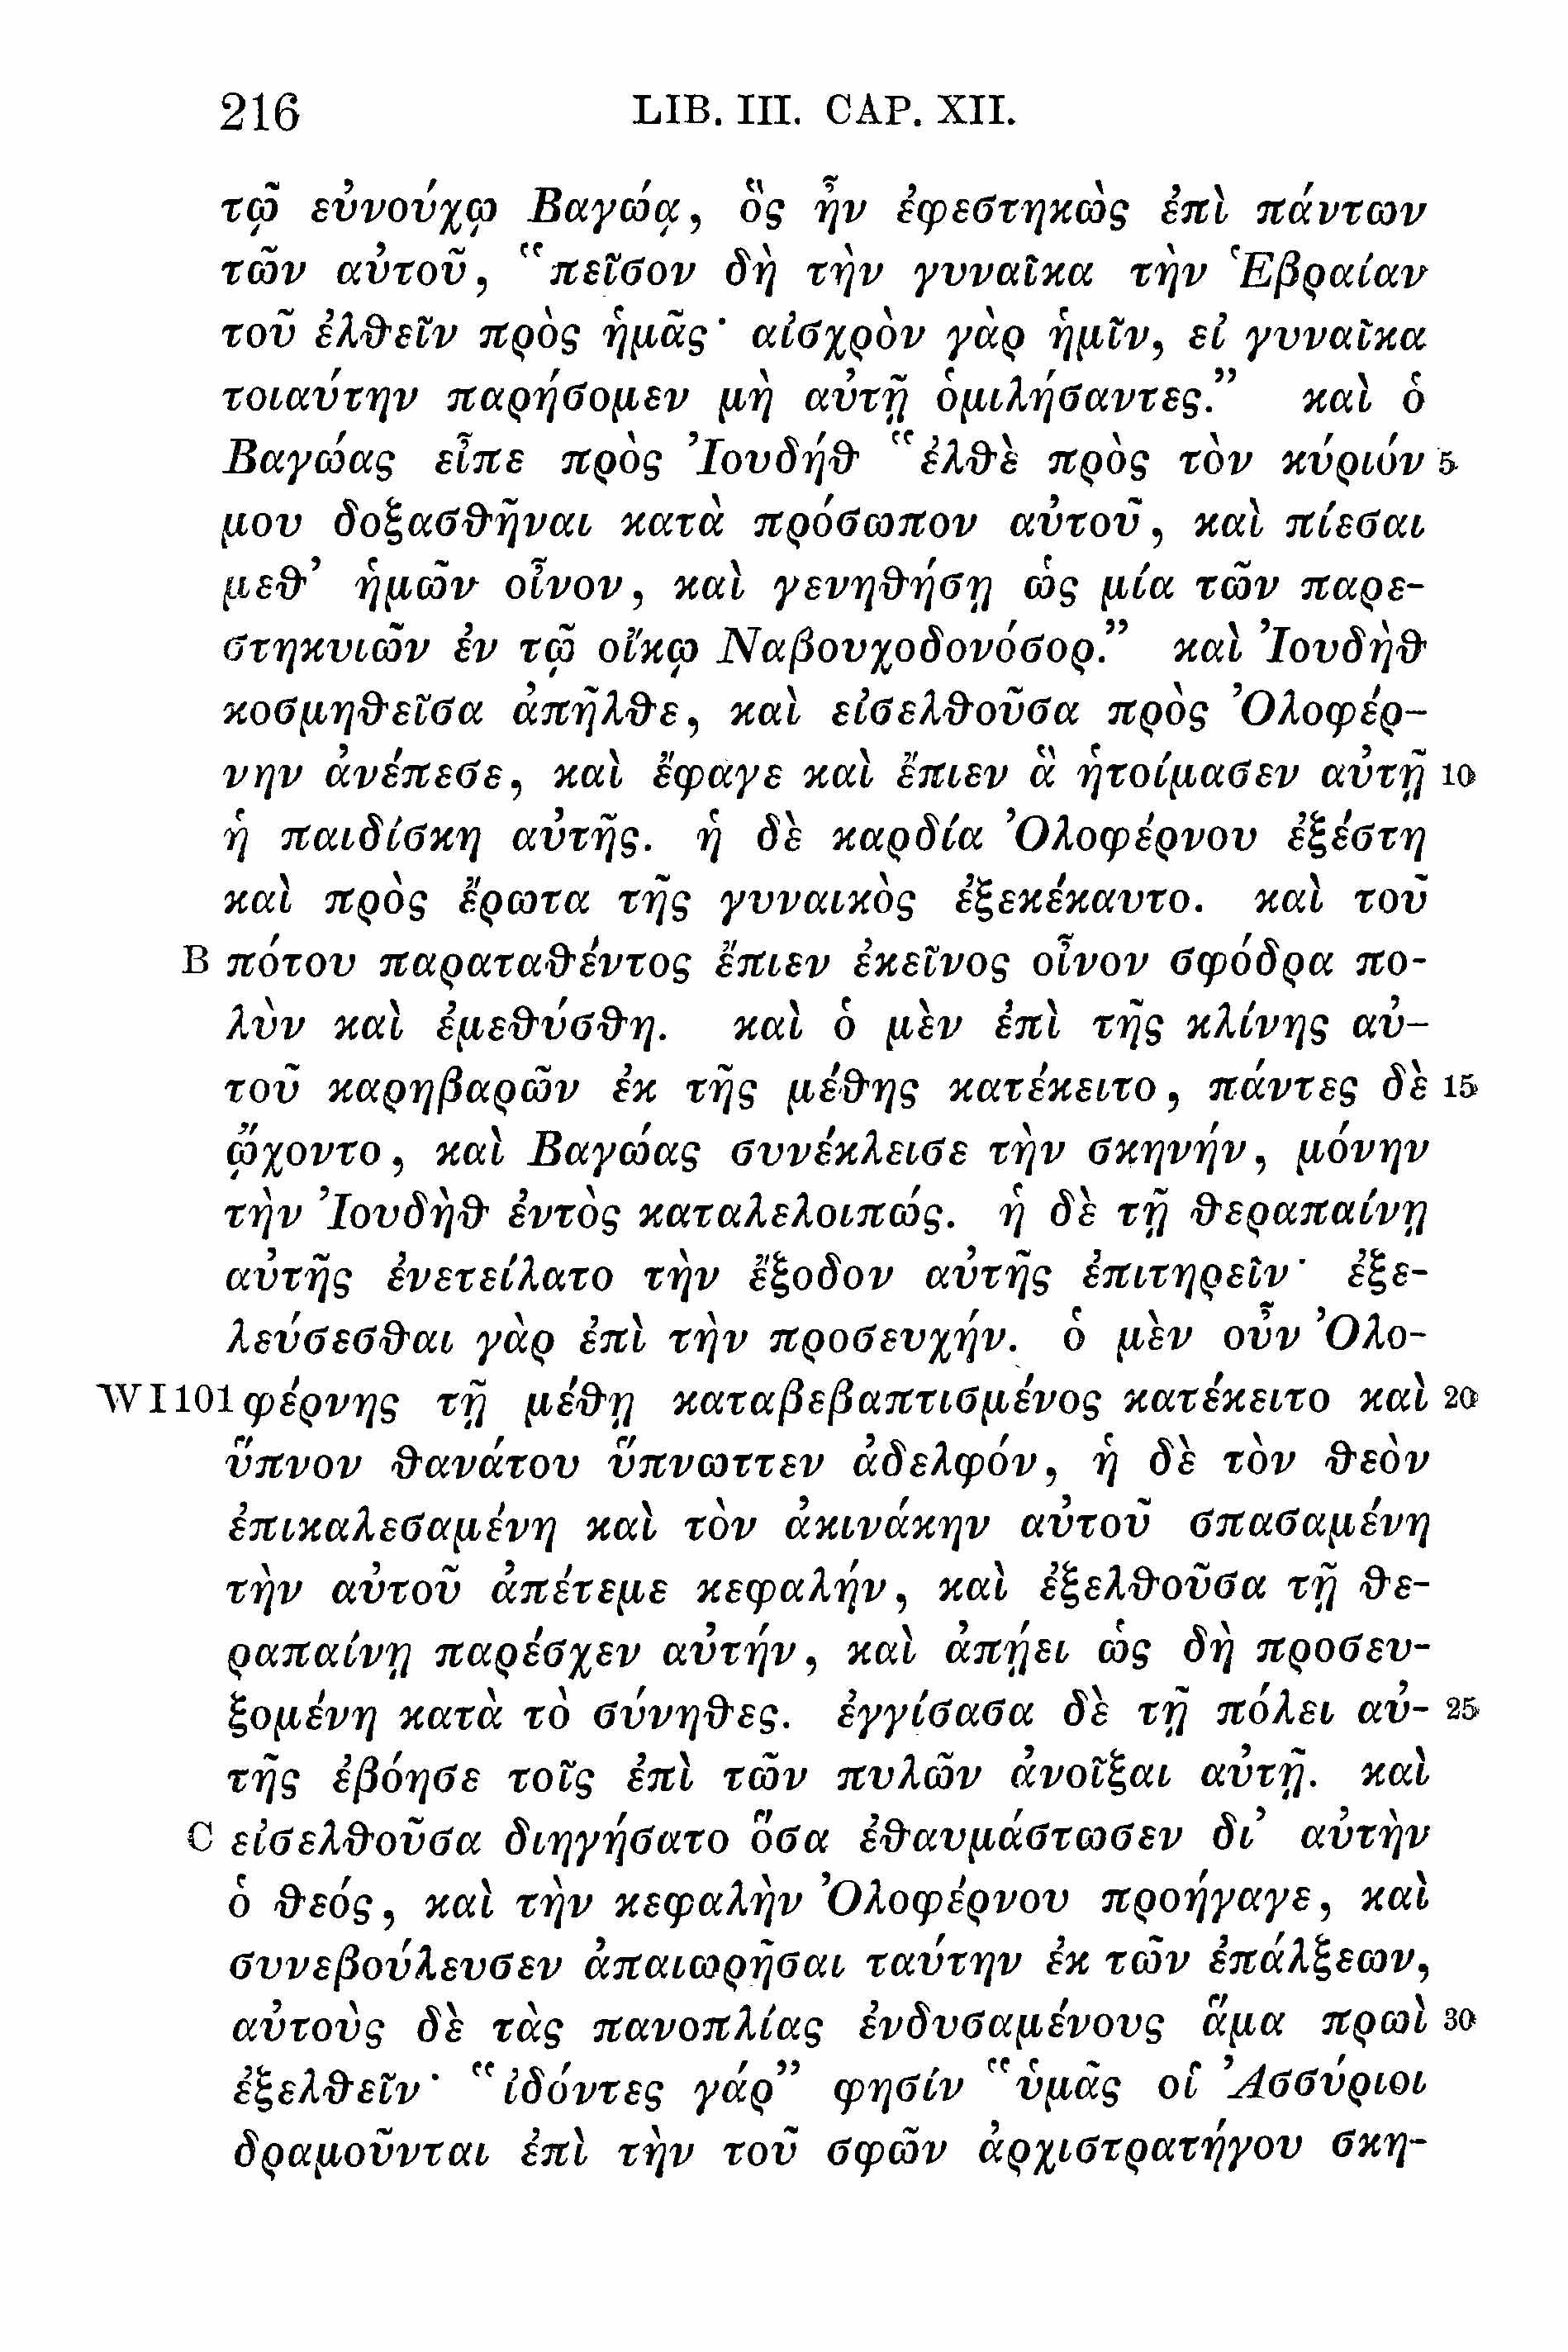 216 LIB. III. CAP. XII.
τῷ εὐνούχῳ Βαγώᾳ, ὃς ἦν ἐφεστηκὼς ἐπὶ πάντων
τῶν αὐτοῦ, “πεῖσον δὴ τὴν γυναῖκα τὴν Ἑβραίαν
τοῦ ἐλθεῖν πρὸς ἡμᾶς· αἰσχρὸν γὰρ ἡμῖν, εἰ γυναῖκα
τοιαύτην παρήσομεν μὴ αὐτῇ ὁμιλήσαντες.” καὶ ὁ
Βαγώας εἶπε πρὸς Ἰουδήθ “ἐλθὲ πρὸς τὸν κύριόν 5
μου δοξασθῆναι κατὰ πρόσωπον αὐτοῦ, καὶ πίεσαι
μεθ’ ἡμῶν οἶνον, καὶ γενηθήσῃ ὡς μία τῶν παρε-
στηκυιῶν ἐν τῷ οἴκῳ Ναβουχοδονόσορ.” καὶ Ἰουδὴθ
κοσμηθεῖσα ἀπῆλθε, καὶ εἰσελθοῦσα πρὸς Ὀλοφέρ-
νην ἀνέπεσε, καὶ ἔφαγε καὶ ἔπιεν ἃ ἡτοίμασεν αὐτῇ 10
ἡ παιδίσκη αὐτῆς. ἡ δὲ καρδία Ὀλοφέρνου ἐξέστη
καὶ πρὸς ἔρωτα τῆς γυναικὸς ἐξεκέκαυτο. καὶ τοῦ
B πότου παραταθέντος ἔπιεν ἐκεῖνος οἶνον σφόδρα πο-
λὺν καὶ ἐμεθύσθη. καὶ ὁ μὲν ἐπὶ τῆς κλίνης αὐ-
τοῦ καρηβαρῶν ἐκ τῆς μέθης κατέκειτο, πάντες δὲ 15
ᾤχοντο, καὶ Βαγώας συνέκλεισε τὴν σκηνήν, μόνην
τὴν Ἰουδὴθ ἐντὸς καταλελοιπώς. ἡ δὲ τῇ θεραπαίνῃ
αὐτῆς ἐνετείλατο τὴν ἔξοδον αὐτῆς ἐπιτηρεῖν· ἐξε-
λεύσεσθαι γὰρ ἐπὶ τὴν προσευχήν. ὁ μὲν οὖν Ὀλο-
W I 101 φέρνης τῇ μέθῃ καταβεβαπτισμένος κατέκειτο καὶ 20
ὕπνον θανάτου ὕπνωττεν ἀδελφόν, ἡ δὲ τὸν θεὸν
ἐπικαλεσαμένη καὶ τὸν ἀκινάκην αὐτοῦ σπασαμένη
τὴν αὐτοῦ ἀπέτεμε κεφαλήν, καὶ ἐξελθοῦσα τῇ θε-
ραπαίνῃ παρέσχεν αὐτήν, καὶ ἀπῄει ὡς δὴ προσευ-
ξομένη κατὰ τὸ σύνηθες. ἐγγίσασα δὲ τῇ πόλει αὐ- 25
τῆς ἐβόησε τοῖς ἐπὶ τῶν πυλῶν ἀνοῖξαι αὐτῇ. καὶ
C εἰσελθοῦσα διηγήσατο ὅσα ἐθαυμάστωσεν δι’ αὐτὴν
ὁ θεός, καὶ τὴν κεφαλὴν Ὀλοφέρνου προήγαγε, καὶ
συνεβούλευσεν ἀπαιωρῆσαι ταύτην ἐκ τῶν ἐπάλξεων,
αὐτοὺς δὲ τὰς πανοπλίας ἐνδυσαμένους ἅμα πρωὶ 30
ἐξελθεῖν· “ἰδόντες γάρ” φησίν “ὑμᾶς οἱ Ἀσσύριοι
δραμοῦνται ἐπὶ τὴν τοῦ σφῶν ἀρχιστρατήγου σκη-